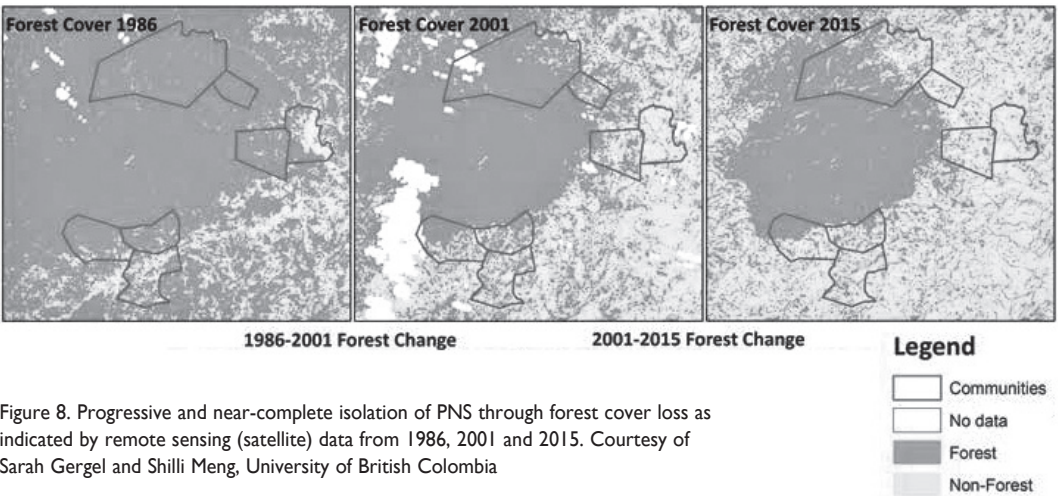 Forest Cover 1986
Forest Cover 2001
Forest Cover 2015
1986-2001 Forest Change
2001-2015 Forest Change
Legend
Communities
No data
Forest
Non-Forest
Figure 8. Progressive and near-complete isolation of PNS through forest cover loss as
indicated by remote sensing (satellite) data from 1986, 2001 and 2015. Courtesy of
Sarah Gergel and Shilli Meng, University of British Colombia